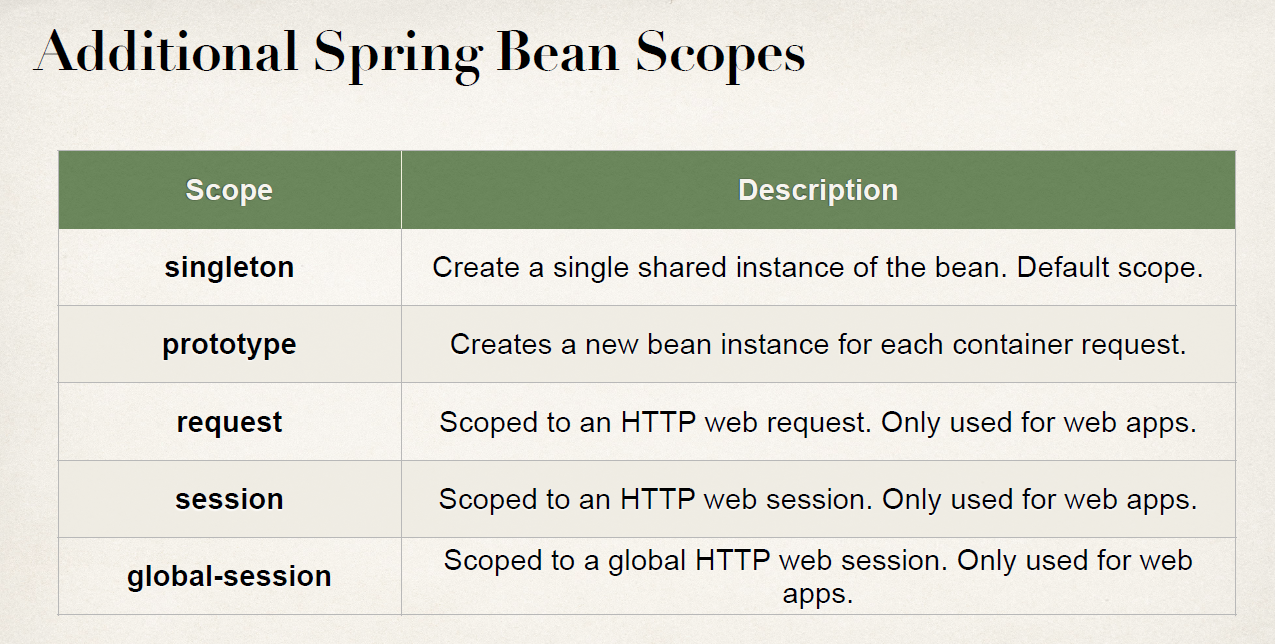 Additional Spring Bean Scopes
Scope
Description
singleton
Create a single shared instance of the bean. Default scope.
prototype
Creates a new bean instance for each container request.
request
Scoped to an HTTP web request. Only used for web apps.
session
Scoped to an HTTP web session. Only used for web apps.
global-session
Scoped to a global HTTP web session. Only used for web
apps.